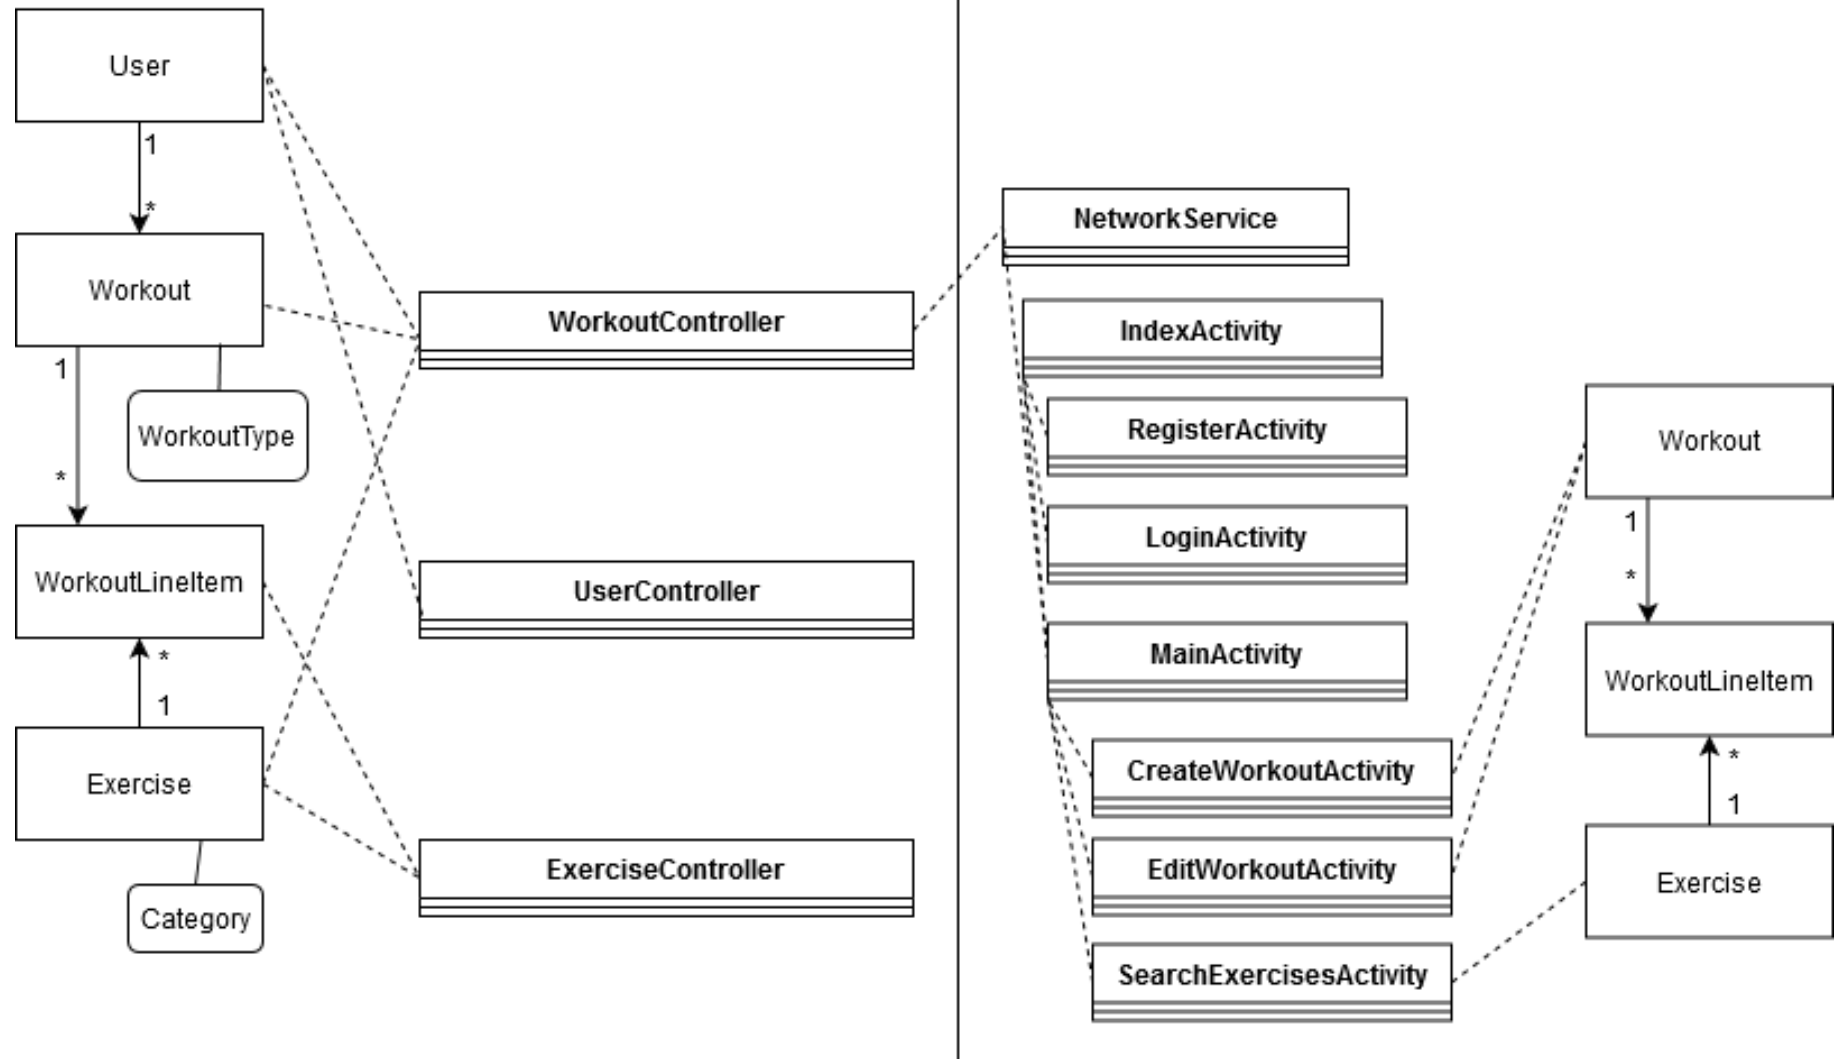 User
1
*
Workout
1
*
WorkoutType
WorkoutLineItem
*
1
Exercise
Category
WorkoutController
UserController
ExerciseController
NetworkService
IndexActivity
RegisterActivity
LoginActivity
MainActivity
CreateWorkoutActivity
EditWorkoutActivity
SearchExercisesActivity
Workout
1
*
WorkoutLineItem
*
1
Exercise